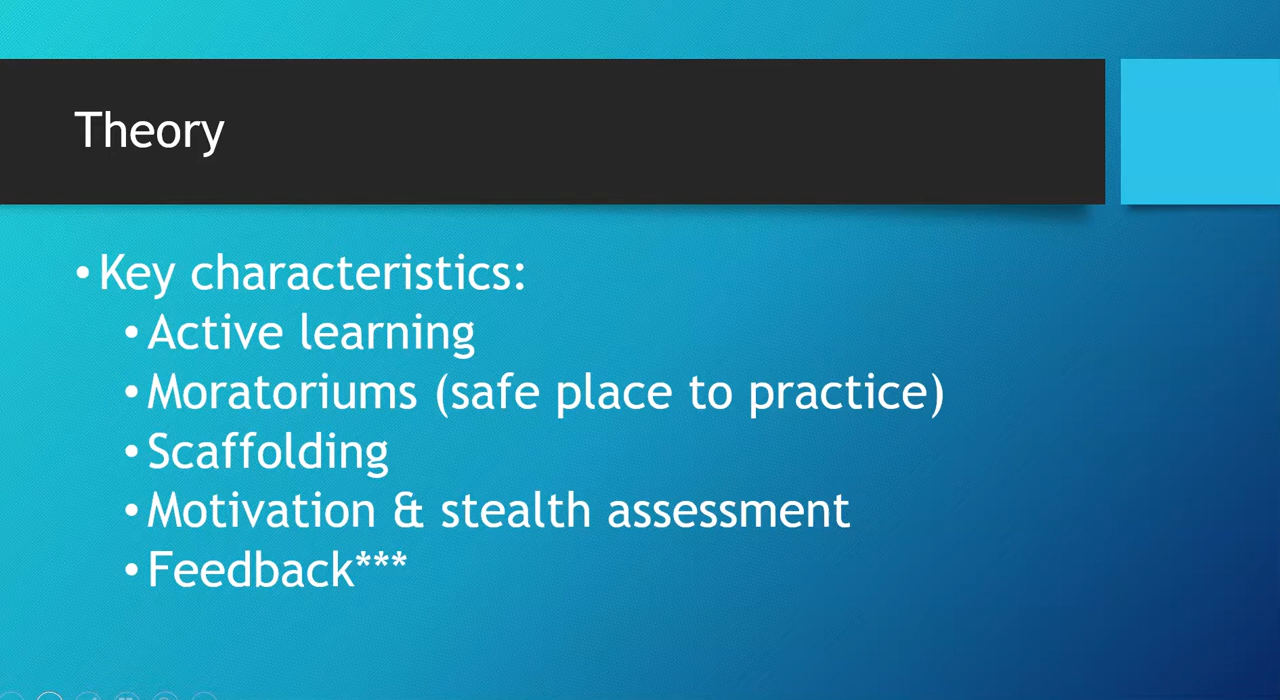 Theory
• Key characteristics:
• Active learning
• Moratoriums (safe place to practice)
• Scaffolding
• Motivation & stealth assessment
• Feedback***